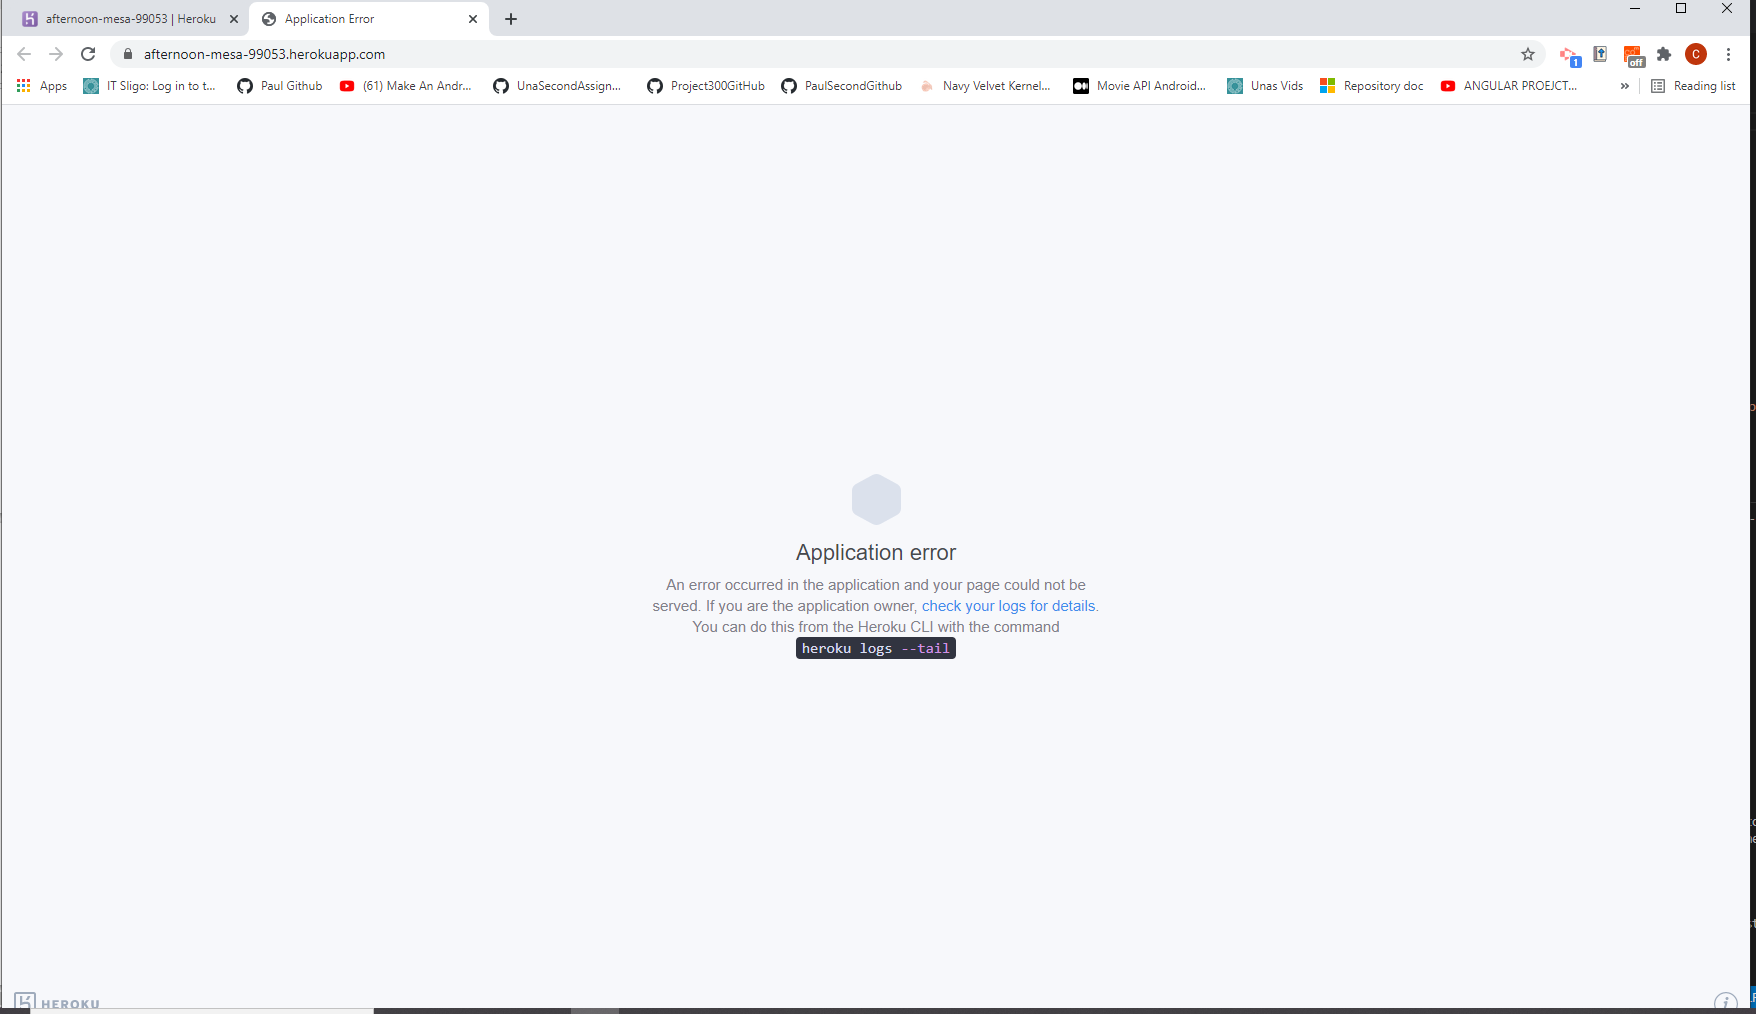 afternoon-mesa-99053 | Heroku
Application Error
afternoon-mesa-99053.herokuapp.com
1
off
C
Apps
IT Sligo: Log in to t...
Paul Github
(61) Make An Andr...
UnaSecondAssign...
Project300GitHub
PaulSecondGithub
Navy Velvet Kernel...
Movie API Android...
Unas Vids
Repository doc
ANGULAR PROEJCT...
»
Reading list
Application error
An error occurred in the application and your page could not be
served. If you are the application owner, check your logs for details.
You can do this from the Heroku CLI with the command
heroku logs --tail
HEROKU